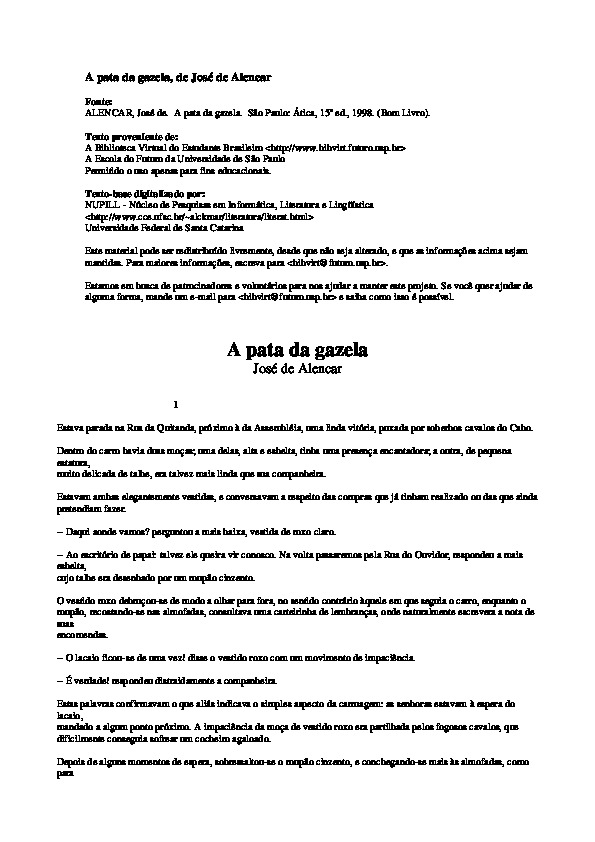 A pata da gazela, de José de Alencar
Fonte:
ALENCAR, José de. A pata da gazela. São Paulo: Ática, 15ª ed., 1998. (Bom Livro).
Texto proveniente de:
A Biblioteca Virtual do Estudante Brasileiro <http://www.bibvirt.futuro.usp.br>
A Escola do Futuro da Universidade de São Paulo
Permitido o uso apenas para fins educacionais.
Texto-base digitalizado por:
NUPILL - Núcleo de Pesquisas em Informática, Literatura e Lingüística
<http://www.cce.ufsc.br/~alckmar/literatura/literat.html>
Universidade Federal de Santa Catarina
Este material pode ser redistribuído livremente, desde que não seja alterado, e que as informações acima sejam
mantidas. Para maiores informações, escreva para <bibvirt@futuro.usp.br>.
Estamos em busca de patrocinadores e voluntários para nos ajudar a manter este projeto. Se você quer ajudar de
alguma forma, mande um e-mail para <bibvirt@futuro.usp.br> e saiba como isso é possível.
A pata da gazela
José de Alencar
1
Estava parada na Rua da Quitanda, próximo à da Assembléia, uma linda vitória, puxada por soberbos cavalos do Cabo.
Dentro do carro havia duas moças; uma delas, alta e esbelta, tinha uma presença encantadora; a outra, de pequena
estatura,
muito delicada de talhe, era talvez mais linda que sua companheira.
Estavam ambas elegantemente vestidas, e conversavam a respeito das compras que já tinham realizado ou das que ainda
pretendiam fazer.
– Daqui aonde vamos? perguntou a mais baixa, vestida de roxo claro.
– Ao escritório de papai: talvez ele queira vir conosco. Na volta passaremos pela Rua do Ouvidor, respondeu a mais
esbelta,
cujo talhe era desenhado por um roupão cinzento.
O vestido roxo debruçou-se de modo a olhar para fora, no sentido contrário àquele em que seguia o carro, enquanto o
roupão, recostando-se nas almofadas, consultava uma carteirinha de lembranças, onde naturalmente escrevera a nota de
suas
encomendas.
– O lacaio ficou-se de uma vez! disse o vestido roxo com um movimento de impaciência.
– É verdade! respondeu distraidamente a companheira.
Estas palavras confirmavam o que aliás indicava o simples aspecto da carruagem: as senhoras estavam à espera do
lacaio,
mandado a algum ponto próximo. A impaciência da moça de vestido roxo era partilhada pelos fogosos cavalos, que
dificilmente conseguia sofrear um cocheiro agaloado.
Depois de alguns momentos de espera, sobressaltou-se o roupão cinzento, e conchegando-se mais às almofadas, como
para